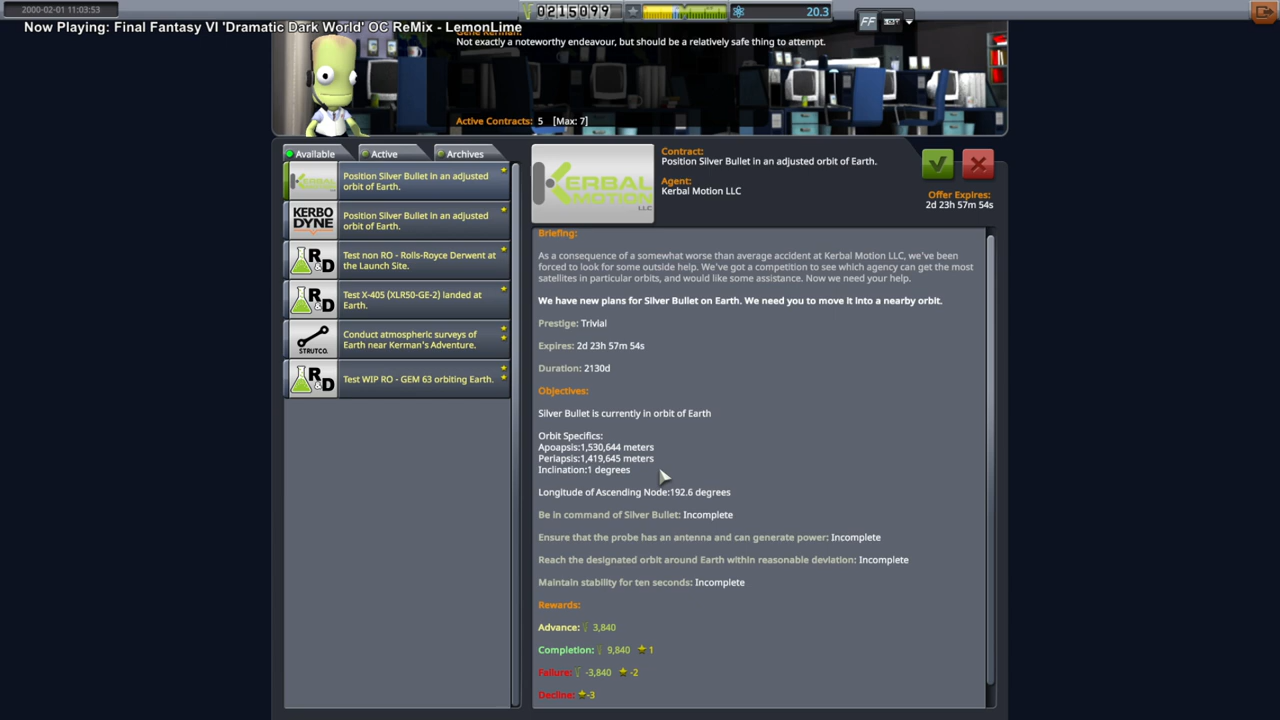 2000-02-01 11:03:53
0215099
20.3
FF
Now Playing: Final Fantasy VI 'Dramatic Dark World' OC ReMix - LemonLime
Gene Kerman:
Not exactly a noteworthy endeavour, but should be a relatively safe thing to attempt.
Active Contracts: 5 [Max: 7]
Available
Active
Archives
Position Silver Bullet in an adjusted
orbit of Earth.
KERBO
DYNE
Position Silver Bullet in an adjusted
orbit of Earth.
R&D
Test non RO - Rolls-Royce Derwent at
the Launch Site.
R&D
Test X-405 (XLR50-GE-2) landed at
Earth.
STRUTCO.
Conduct atmospheric surveys of
Earth near Kerman's Adventure.
R&D
Test WIP RO - GEM 63 orbiting Earth.
KERBAL
MOTION
LLC
Contract:
Position Silver Bullet in an adjusted orbit of Earth.
Agent:
Kerbal Motion LLC
Offer Expires:
2d 23h 57m 54s
Briefing:
As a consequence of a somewhat worse than average accident at Kerbal Motion LLC, we've been
forced to look for some outside help. We've got a competition to see which agency can get the most
satellites in particular orbits, and would like some assistance. Now we need your help.
We have new plans for Silver Bullet on Earth. We need you to move it into a nearby orbit.
Prestige: Trivial
Expires: 2d 23h 57m 54s
Duration: 2130d
Objectives:
Silver Bullet is currently in orbit of Earth
Orbit Specifics:
Apoapsis:1,530,644 meters
Periapsis:1,419,645 meters
Inclination:1 degrees
Longitude of Ascending Node:192.6 degrees
Be in command of Silver Bullet: Incomplete
Ensure that the probe has an antenna and can generate power: Incomplete
Reach the designated orbit around Earth within reasonable deviation: Incomplete
Maintain stability for ten seconds: Incomplete
Rewards:
Advance: 3,840
Completion: 9,840 1
Failure: -3,840 -2
Decline: -3